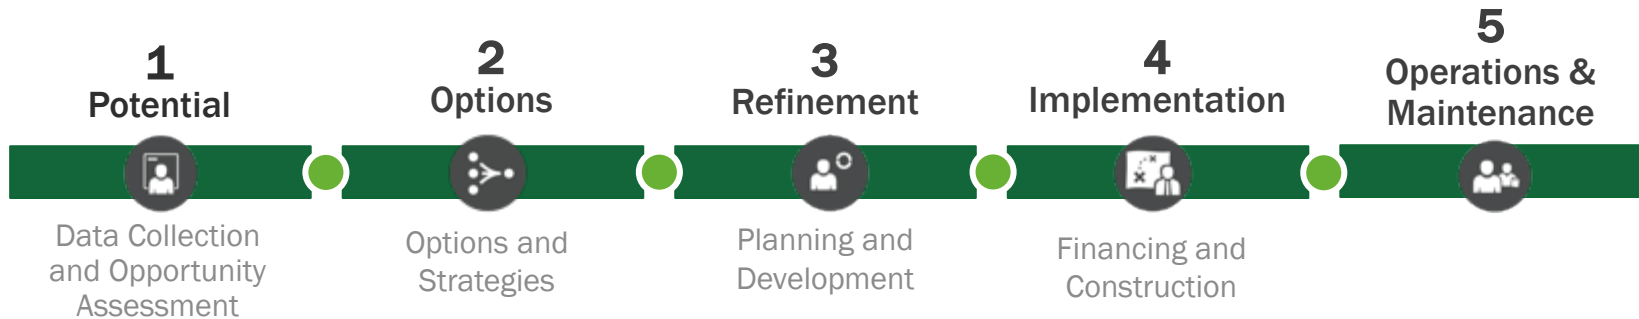 1
Potential
Data Collection
and Opportunity
Assessment
2
Options
Options and
Strategies
3
Refinement
Planning and
Development
4
Implementation
Financing and
Construction
5
Operations &
Maintenance